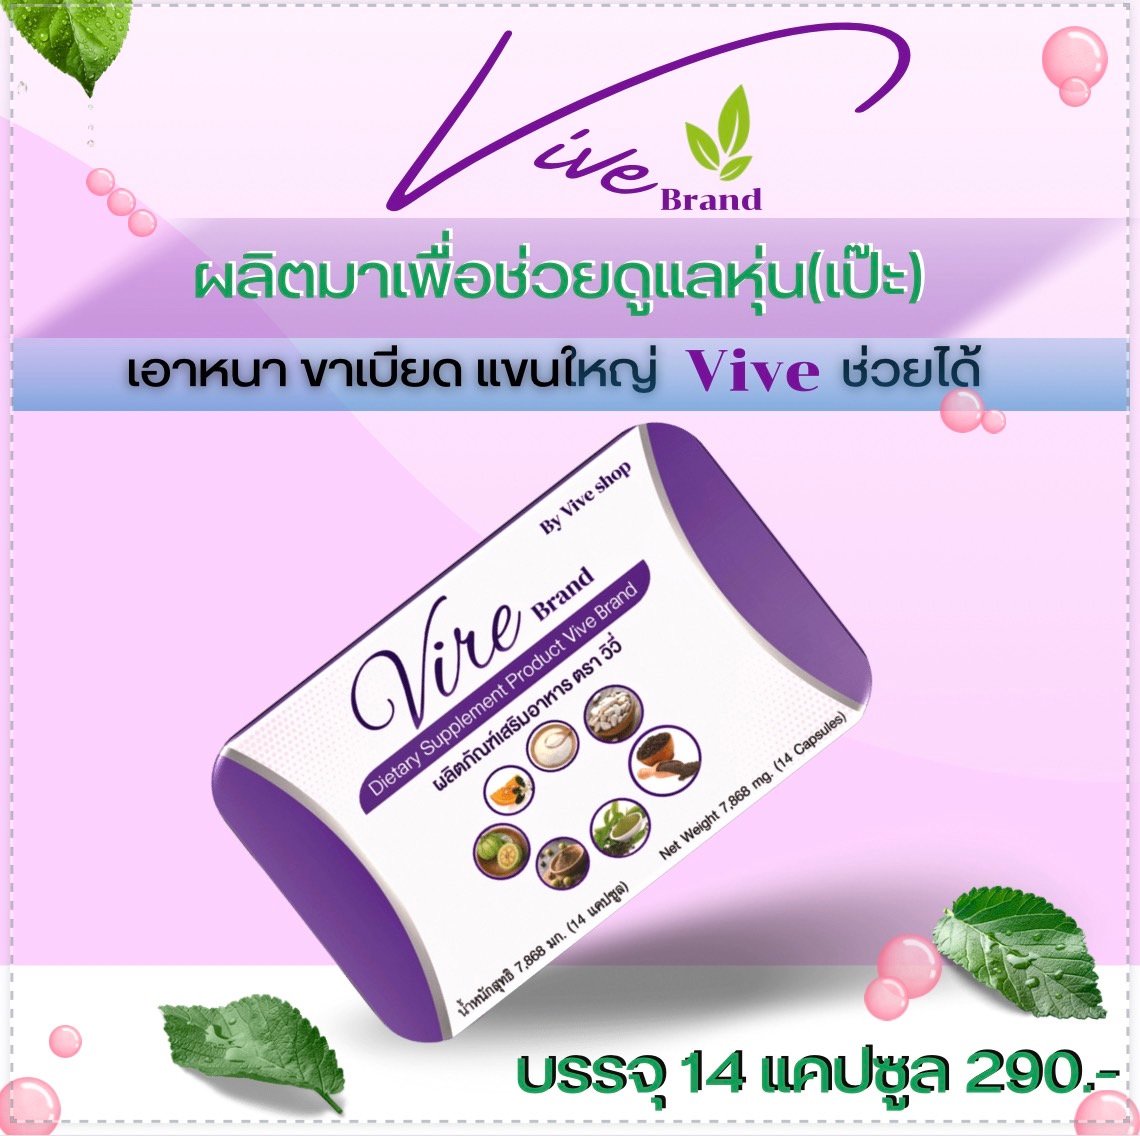 Vive
Brand
ผลิตมาเพื่อช่วยดูแลหุ่น(เป๊ะ)
เอาหนา ขาเบียด แขนใหญ่ Vive ช่วยได้
By Vive shop
Vire Brand
Dietary Supplement Product Vive Brand
ผลิตภัณฑ์เสริมอาหาร ตรา วีวี่
น้ำหนักสุทธิ 7,868 มก. (14 แคปซูล)
Net Weight 7,868 mg. (14 Capsules)
บรรจุ 14 แคปซูล 290.-